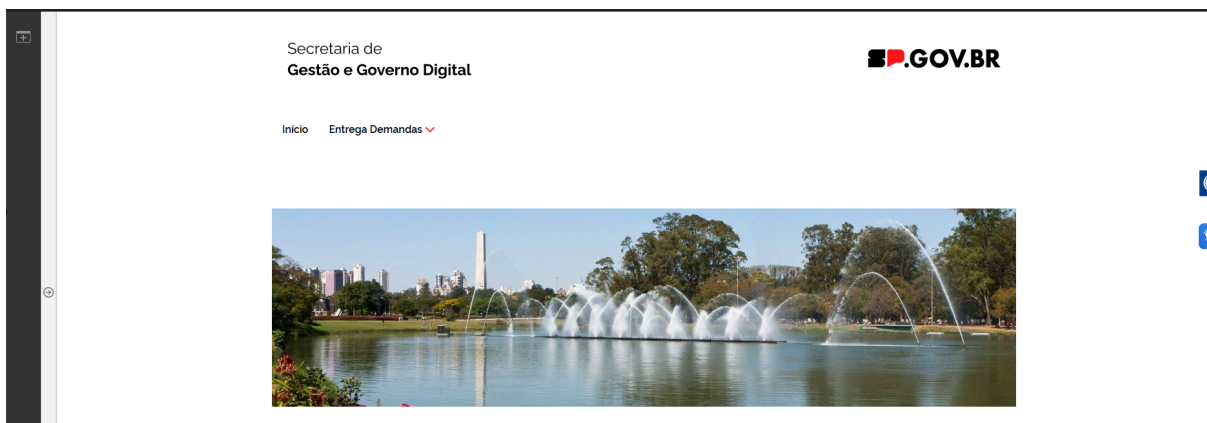 Secretaria de
Gestão e Governo Digital
SP.GOV.BR
Início
Entrega Demandas